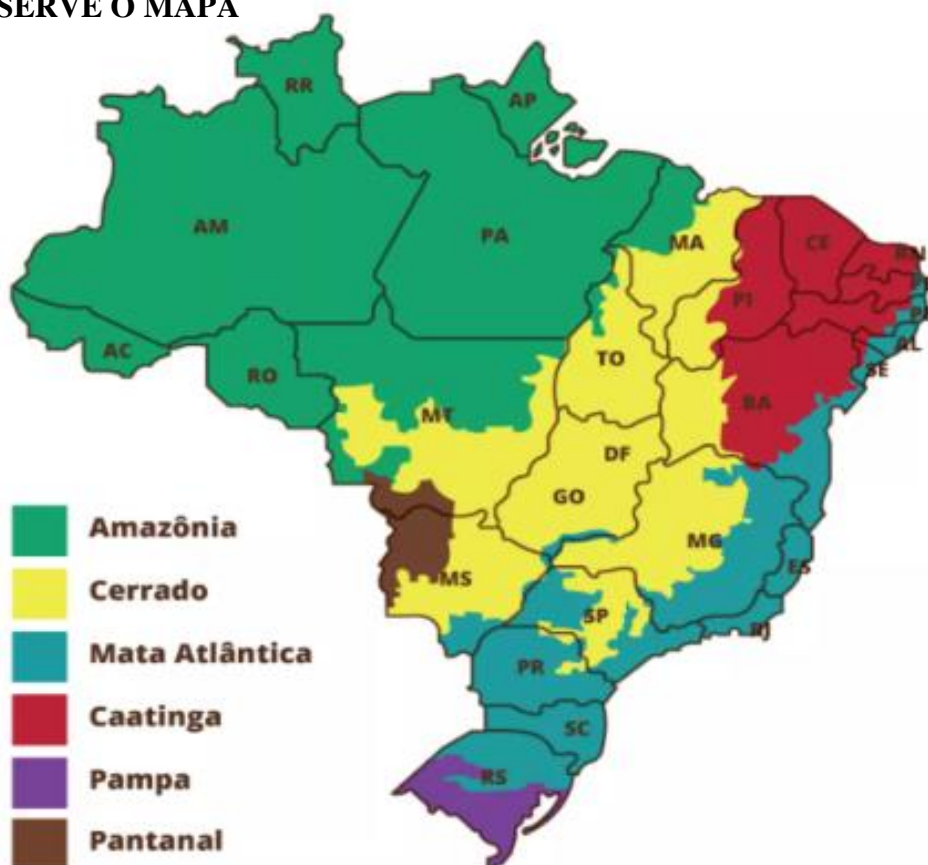 SERVE O MAPA
RR
AP
AM
PA
MA
CE
RN
PI
AC
RO
TO
AL
SE
MT
BA
DF
GO
Amazônia
MG
MS
ES
Cerrado
SP
RJ
Mata Atlântica
PR
Caatinga
SC
Pampa
RS
Pantanal